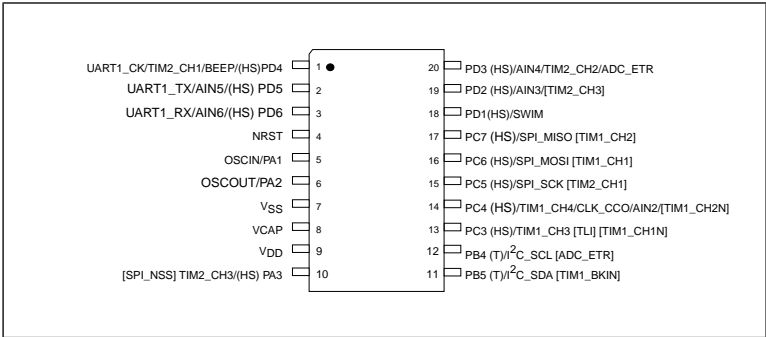 UART1_CK/TIM2_CH1/BEEP/(HS)PD4 1 20 PD3 (HS)/AIN4/TIM2_CH2/ADC_ETR
UART1_TX/AIN5/(HS) PD5 2 19 PD2 (HS)/AIN3/[TIM2_CH3]
UART1_RX/AIN6/(HS) PD6 3 18 PD1(HS)/SWIM
NRST 4 17 PC7 (HS)/SPI_MISO [TIM1_CH2]
OSCIN/PA1 5 16 PC6 (HS)/SPI_MOSI [TIM1_CH1]
OSCOUT/PA2 6 15 PC5 (HS)/SPI_SCK [TIM2_CH1]
VSS 7 14 PC4 (HS)/TIM1_CH4/CLK_CCO/AIN2/[TIM1_CH2N]
VCAP 8 13 PC3 (HS)/TIM1_CH3 [TLI] [TIM1_CH1N]
VDD 9 12 PB4 (T)/I2C_SCL [ADC_ETR]
[SPI_NSS] TIM2_CH3/(HS) PA3 10 11 PB5 (T)/I2C_SDA [TIM1_BKIN]